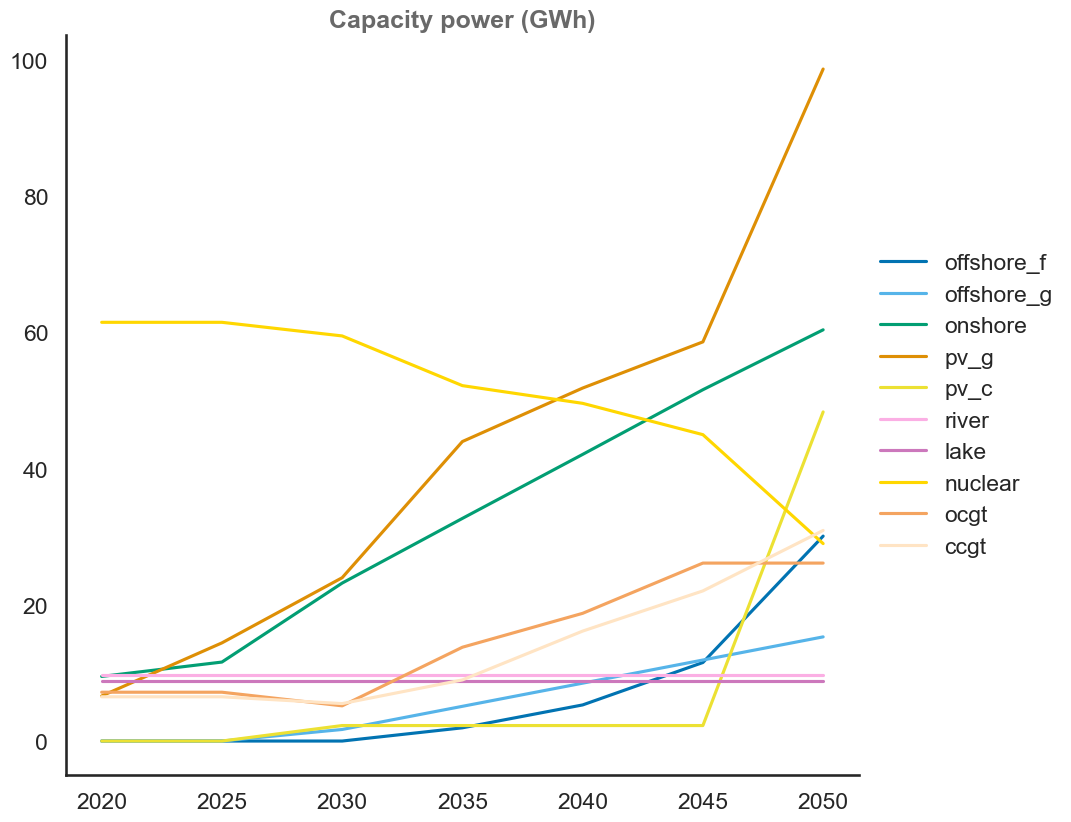 Capacity power (GWh)
100
80
60
40
20
0
2020 2025 2030 2035 2040 2045 2050
offshore_f
offshore_g
onshore
pv_g
pv_c
river
lake
nuclear
ocgt
ccgt